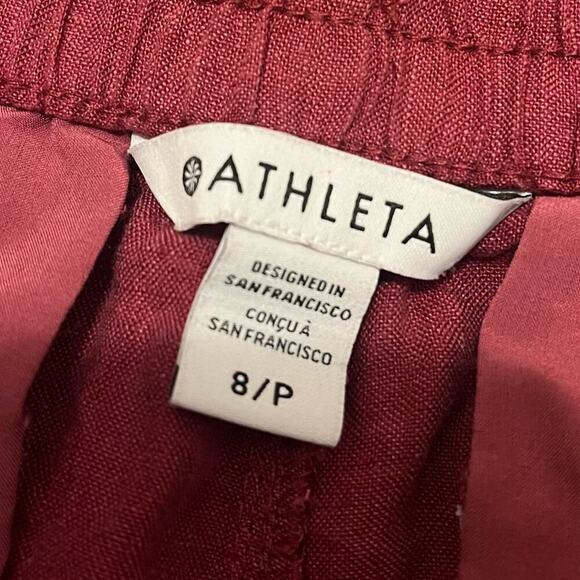 ATHLETA
DESIGNED IN
SAN FRANCISCO
CONÇU À
SAN FRANCISCO
8/P